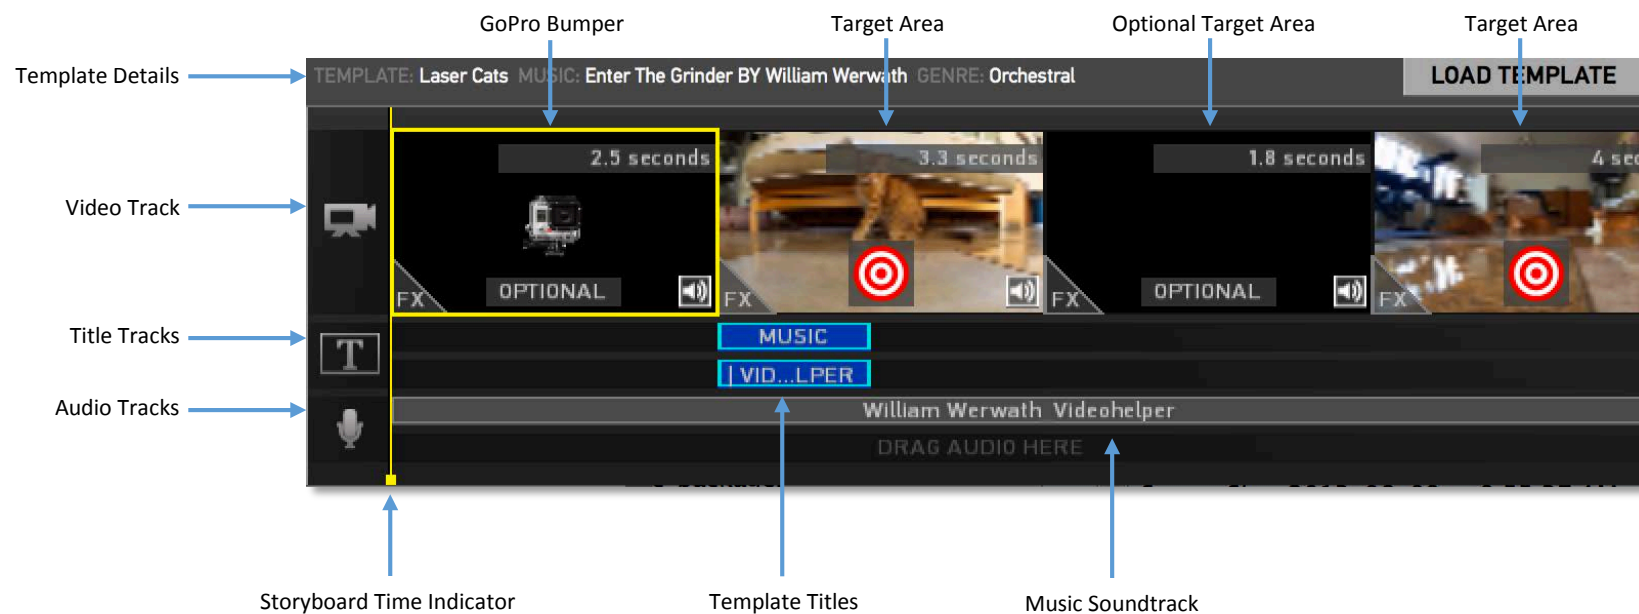 GoPro Bumper Target Area Optional Target Area Target Area
Template Details
TEMPLATE: Laser Cats MUSIC: Enter The Grinder BY William Werwath GENRE: Orchestral LOAD TEMPLATE
2.5 seconds 3.3 seconds 1.8 seconds 4 sec
Video Track
FX OPTIONAL FX FX OPTIONAL FX
Title Tracks
T
MUSIC
VID...LPER
Audio Tracks
William Werwath Videohelper
DRAG AUDIO HERE
Storyboard Time Indicator Template Titles Music Soundtrack